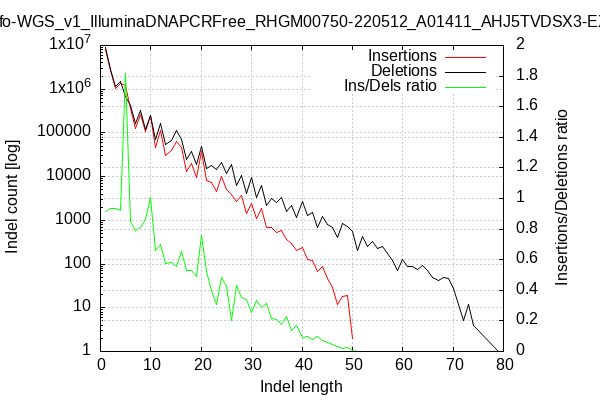 fo-WGS_v1_IlluminaDNAPCRFree_RHGM00750-220512_A01411_AHJ5TVDSX3-E
Insertions
Deletions
Ins/Dels ratio
Indel count [log]
1x10^7
1x10^6
100000
10000
1000
100
10
1
2
1.8
1.6
1.4
1.2
1
0.8
0.6
0.4
0.2
0
Insertions/Deletions ratio
0 10 20 30 40 50 60 70 80
Indel length